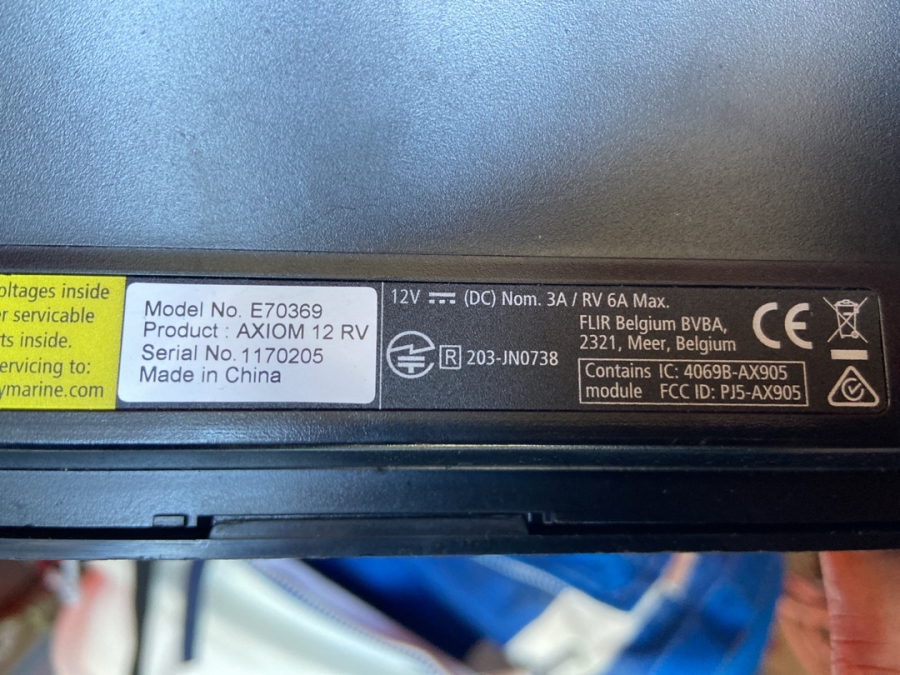 oltages inside
er servicable
ts inside.
ervicing to:
ymarine.com
Model No. E70369
Product : AXIOM 12 RV
Serial No. 1170205
Made in China
12V (DC) Nom. 3A / RV 6A Max.
R 203-JN0738
FLIR Belgium BVBA,
2321, Meer, Belgium
Contains IC: 4069B-AX905
module FCC ID: PJ5-AX905
CE